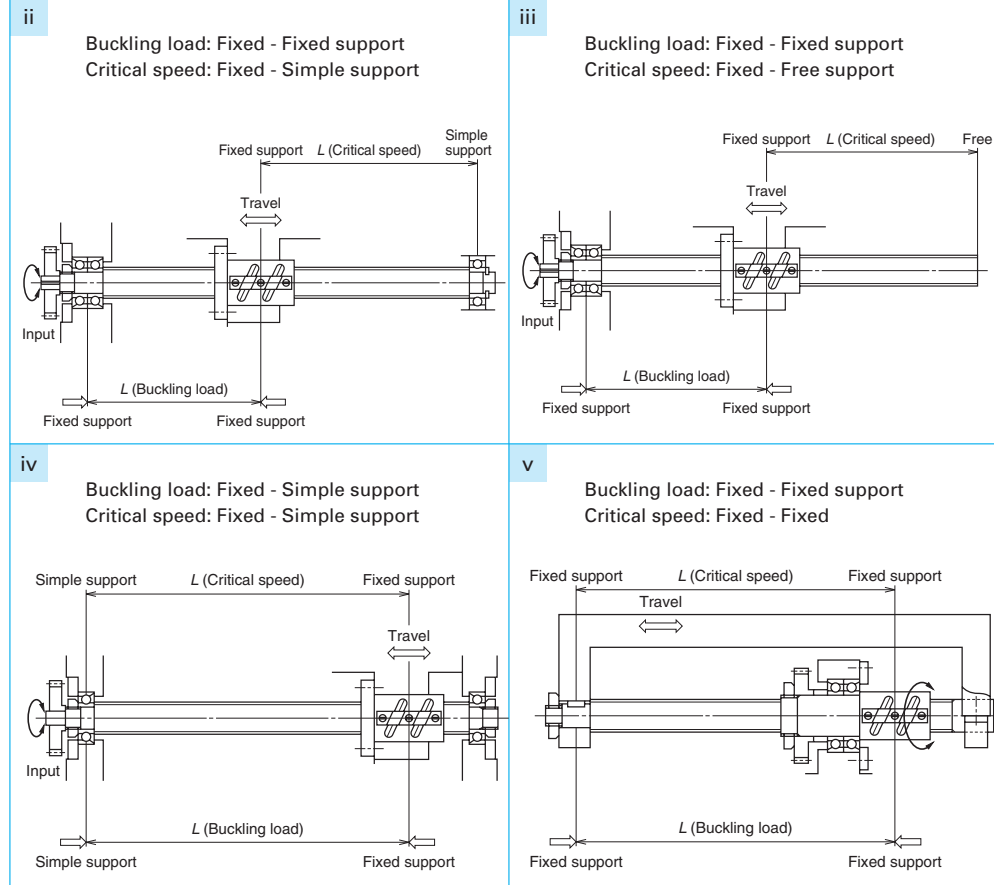 ii
Buckling load: Fixed - Fixed support
Critical speed: Fixed - Simple support
Simple
support
Fixed support
L (Critical speed)
Travel
Input
L (Buckling load)
Fixed support
Fixed support
iii
Buckling load: Fixed - Fixed support
Critical speed: Fixed - Free support
Fixed support
L (Critical speed)
Free
Travel
Input
L (Buckling load)
Fixed support
Fixed support
iv
Buckling load: Fixed - Simple support
Critical speed: Fixed - Simple support
Simple support
L (Critical speed)
Fixed support
Travel
Input
L (Buckling load)
Simple support
Fixed support
v
Buckling load: Fixed - Fixed support
Critical speed: Fixed - Fixed
Fixed support
L (Critical speed)
Fixed support
Travel
L (Buckling load)
Fixed support
Fixed support